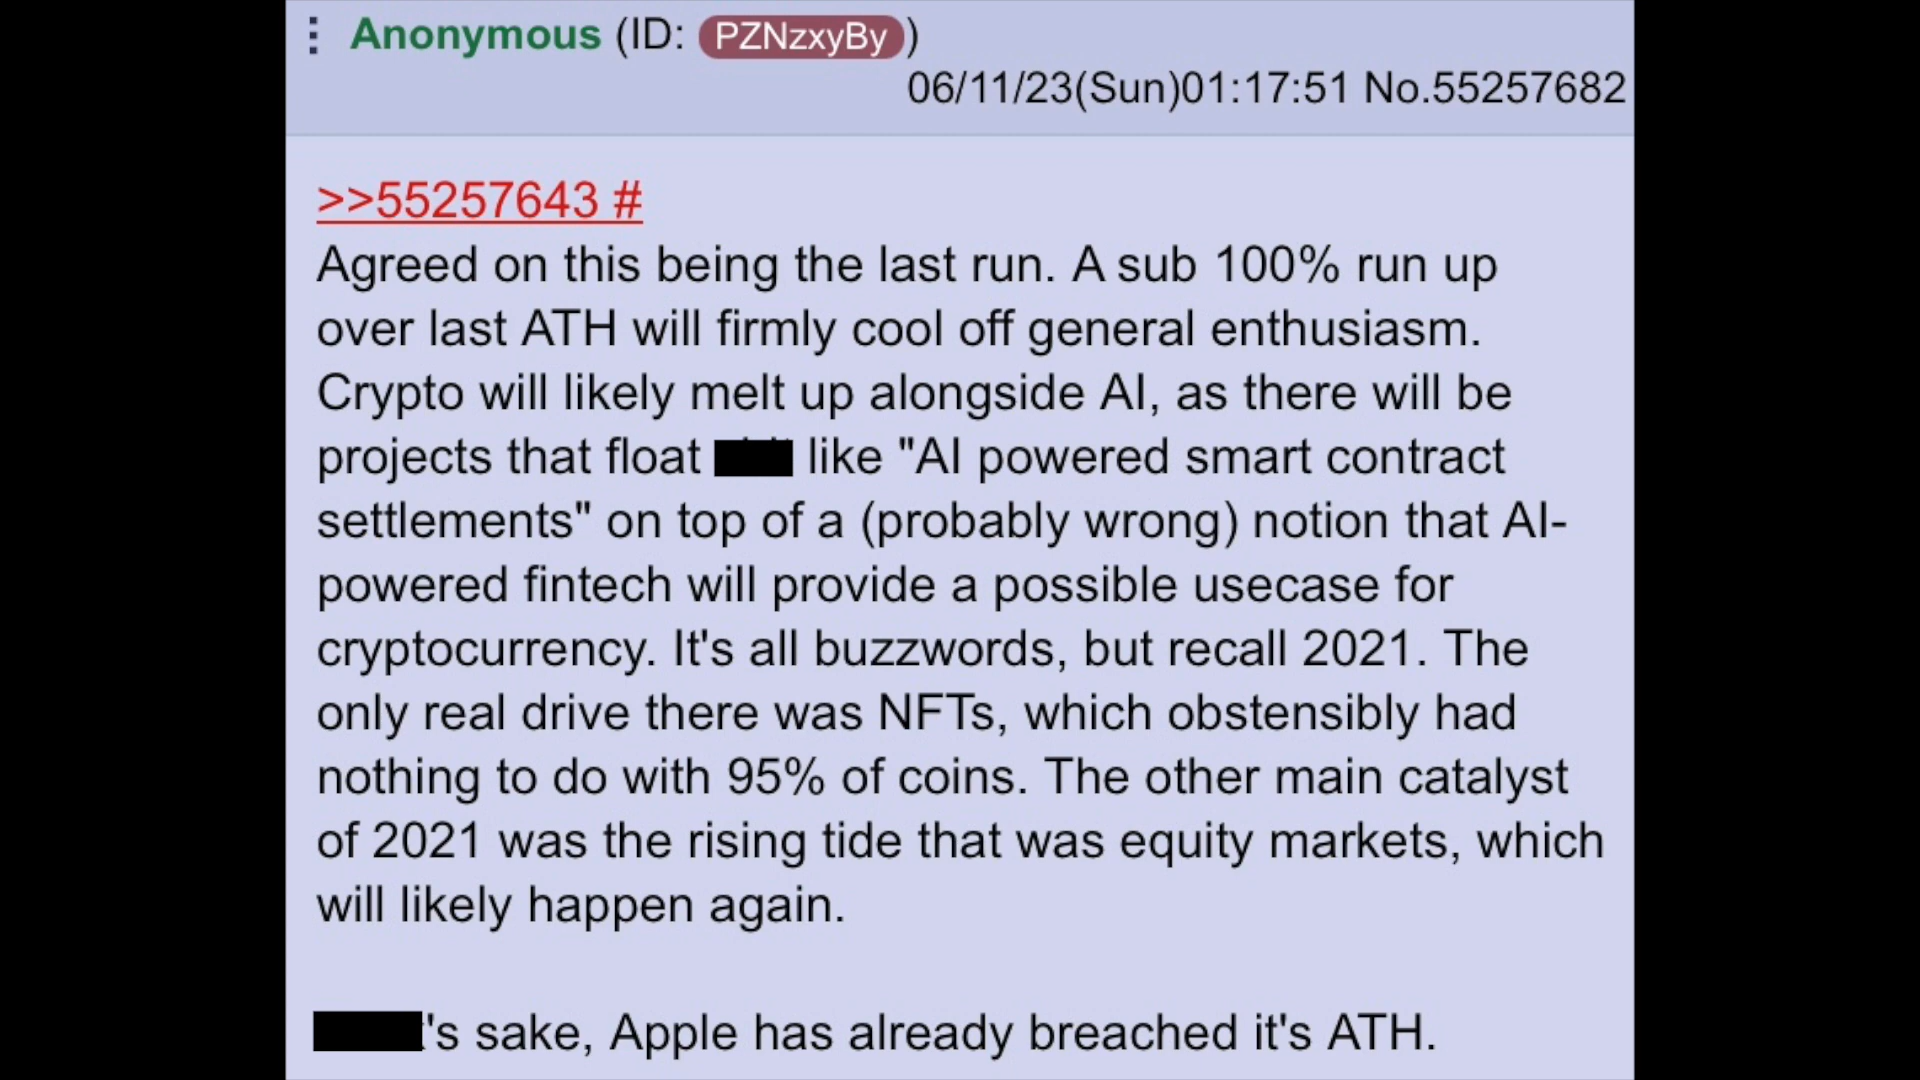 Anonymous (ID: PZNzxyBy)
06/11/23(Sun)01:17:51 No.55257682
>>55257643 #
Agreed on this being the last run. A sub 100% run up
over last ATH will firmly cool off general enthusiasm.
Crypto will likely melt up alongside AI, as there will be
projects that float like "AI powered smart contract
settlements" on top of a (probably wrong) notion that AI-
powered fintech will provide a possible usecase for
cryptocurrency. It's all buzzwords, but recall 2021. The
only real drive there was NFTs, which obstensibly had
nothing to do with 95% of coins. The other main catalyst
of 2021 was the rising tide that was equity markets, which
will likely happen again.
's sake, Apple has already breached it's ATH.